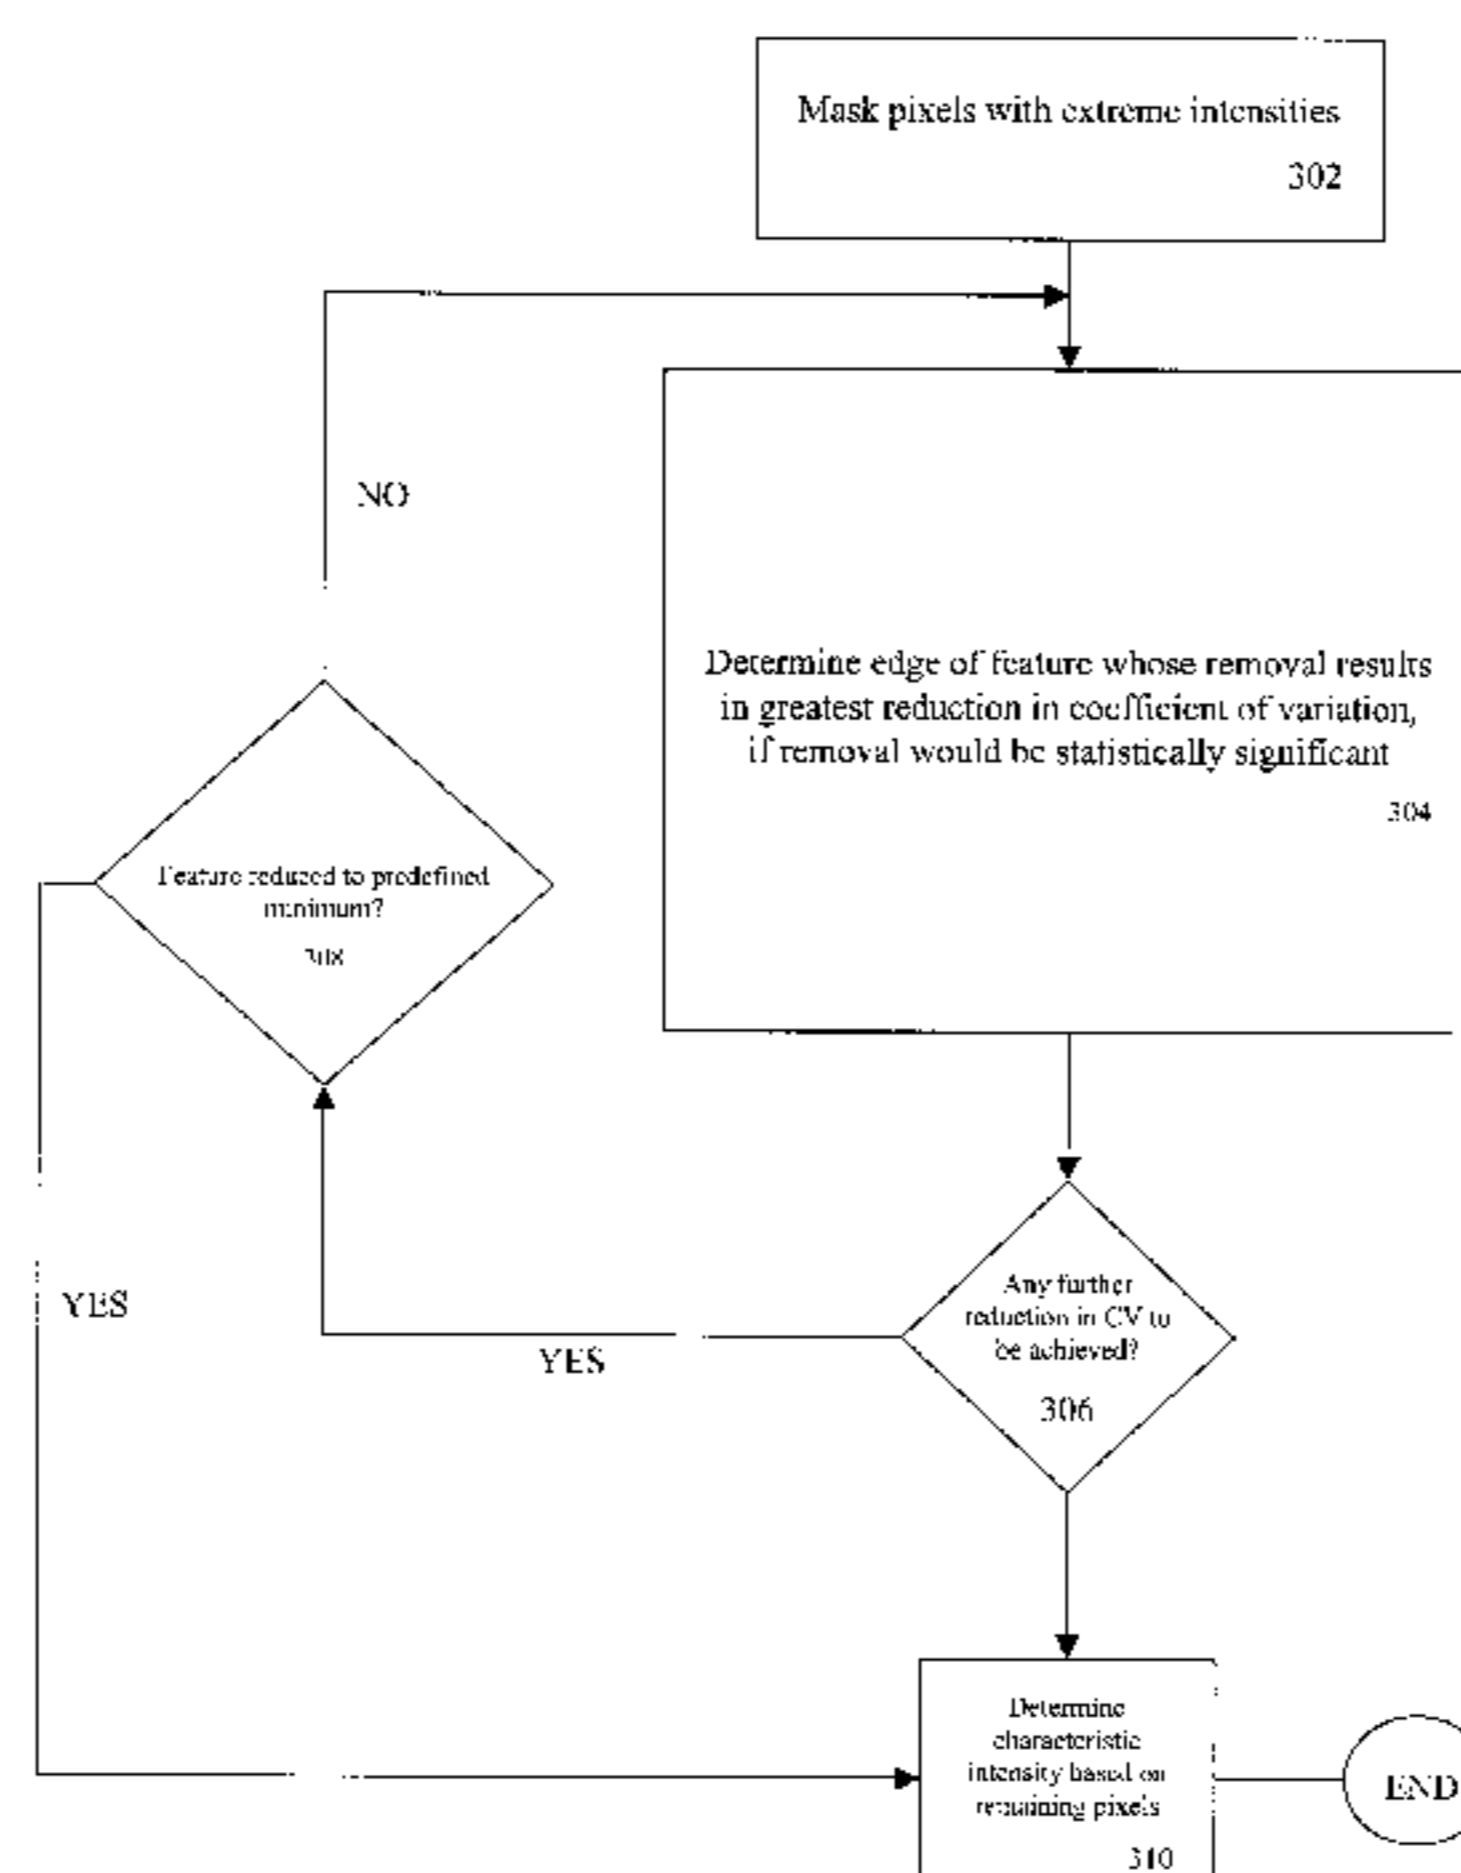 Mask pixels with extreme intensities
302
NO
Determine edge of feature whose removal results
in greatest reduction in coefficient of variation,
if removal would be statistically significant
304
Feature reduced to predefined
minimum?
308
YES
Any further
reduction in CV to
be achieved?
306
YES
Determine
characteristic
intensity based on
remaining pixels
310
END